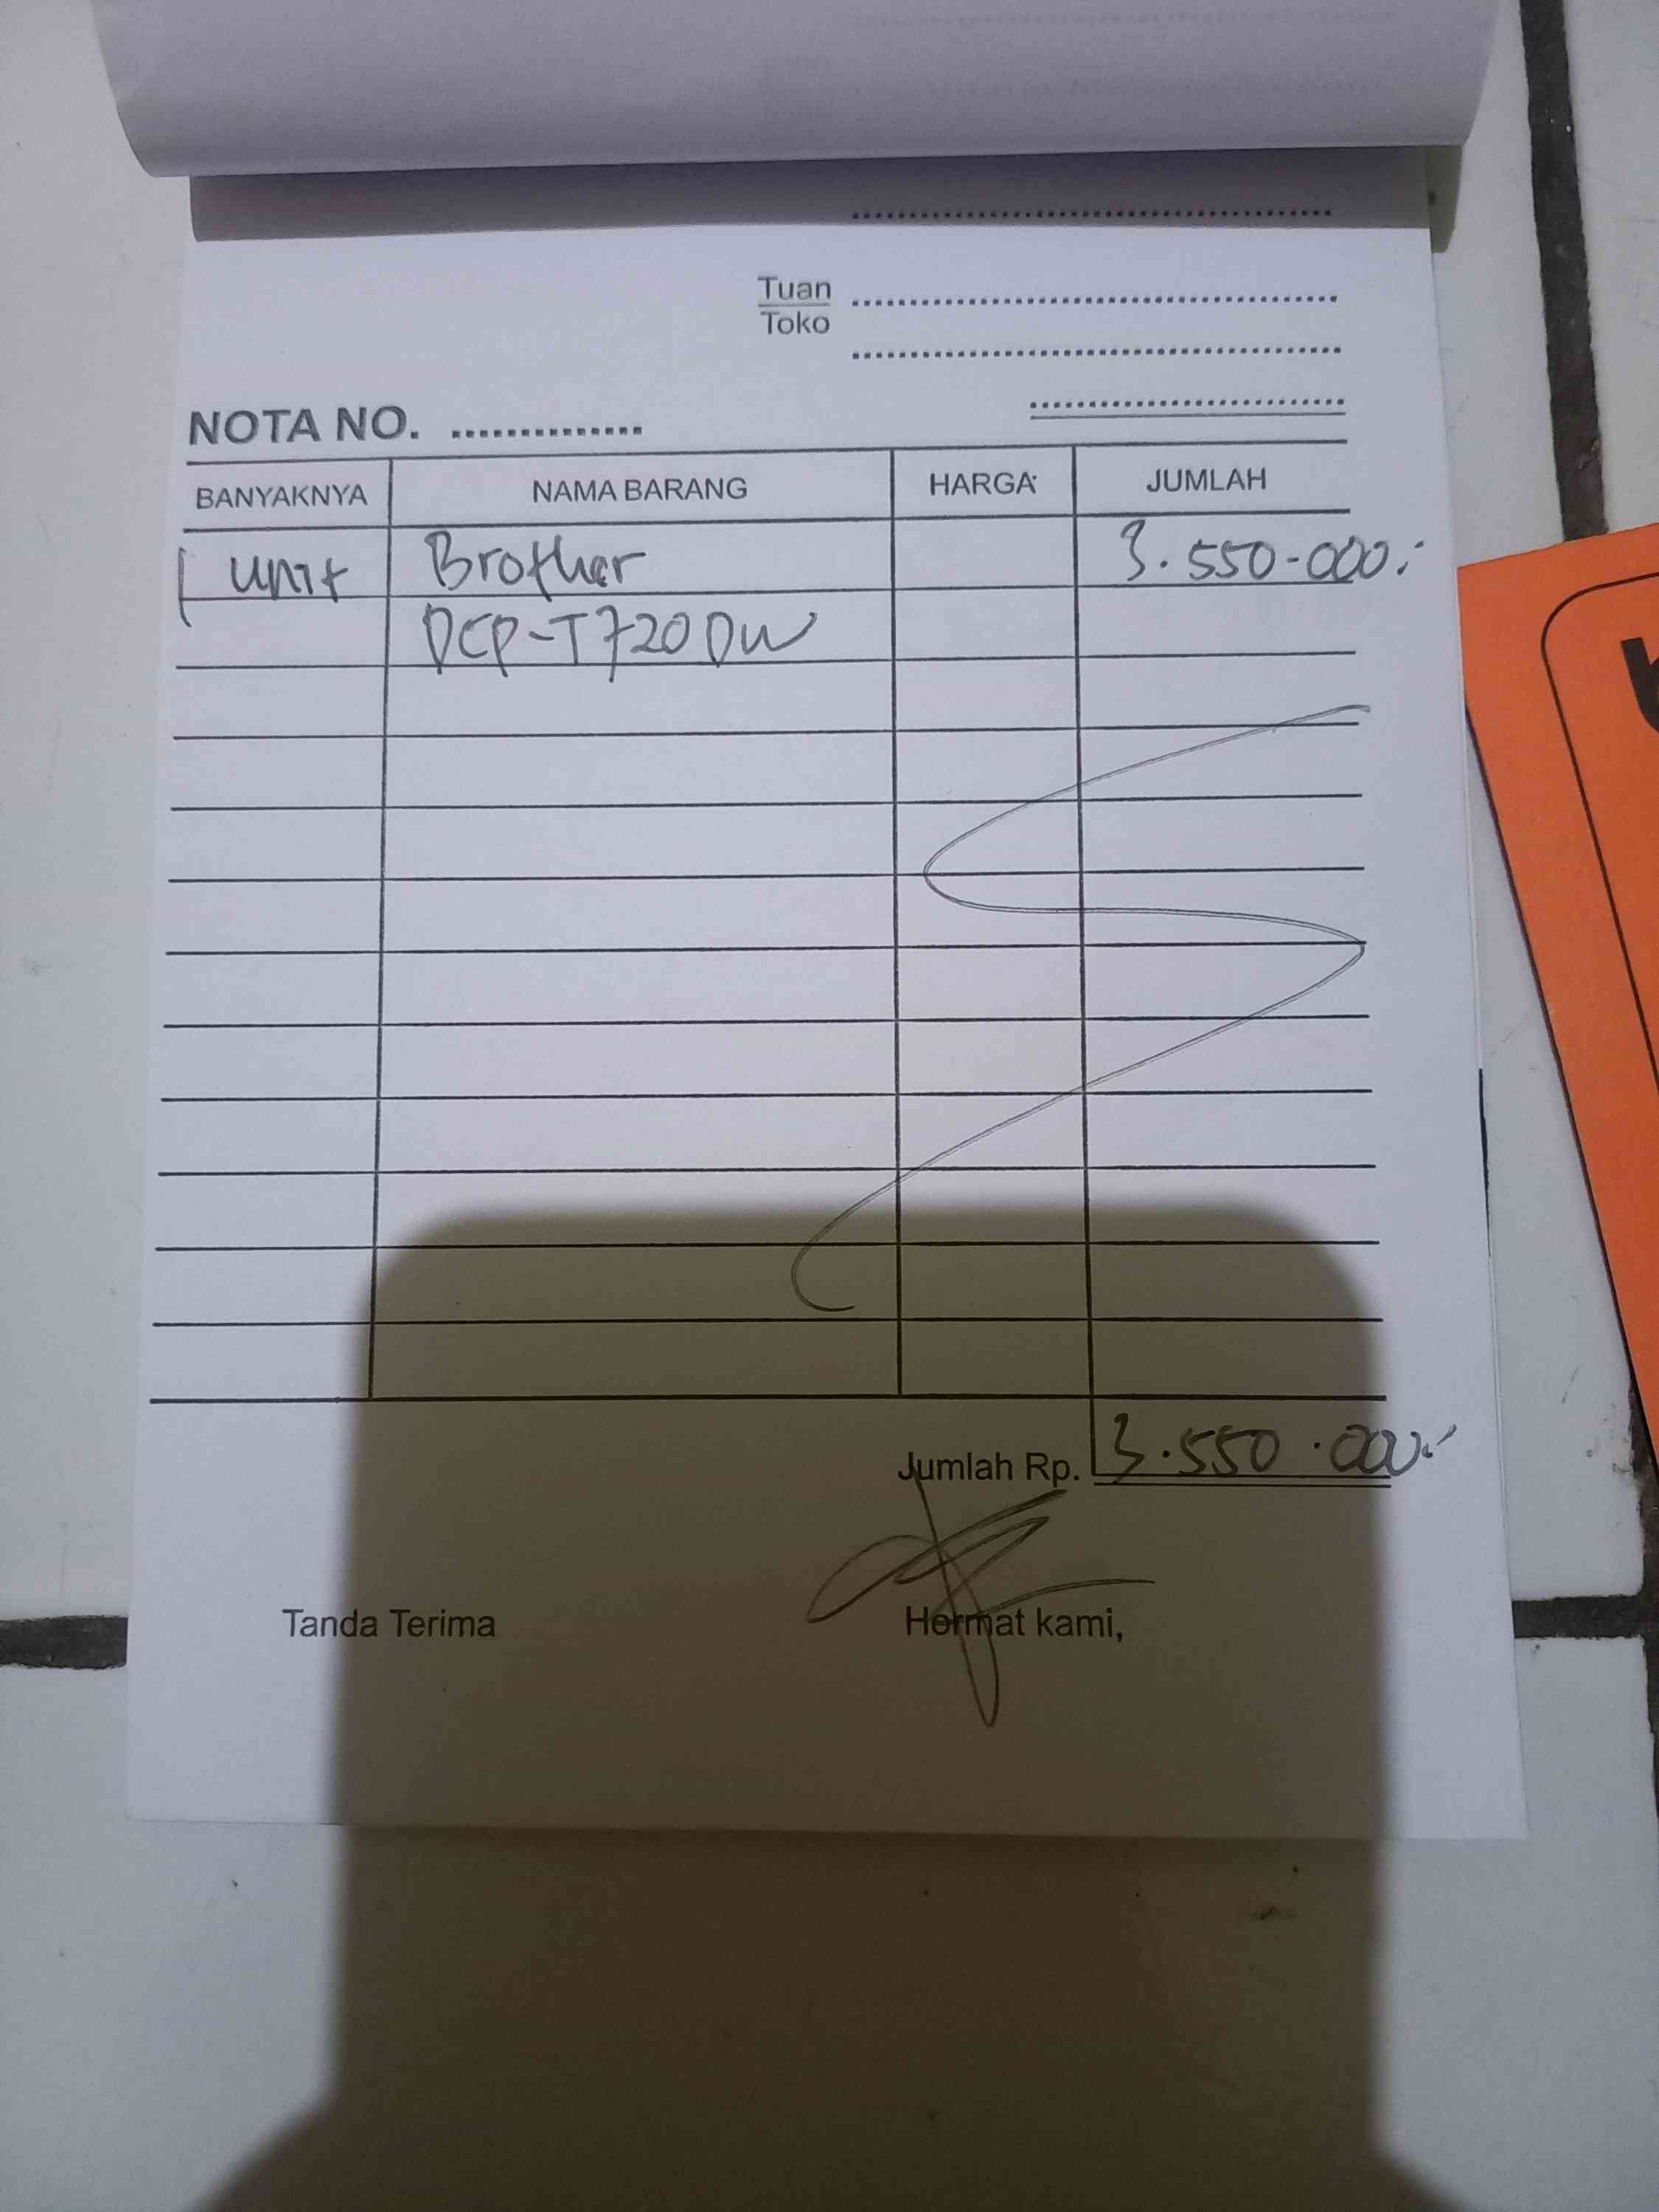 Tuan
Toko
NOTA NO.
BANYAKNYA NAMA BARANG HARGA JUMLAH
1 unit Brother 3.550.000.-
DCP-T720DW
Jumlah Rp. 3.550.000.-
Tanda Terima Hormat kami,